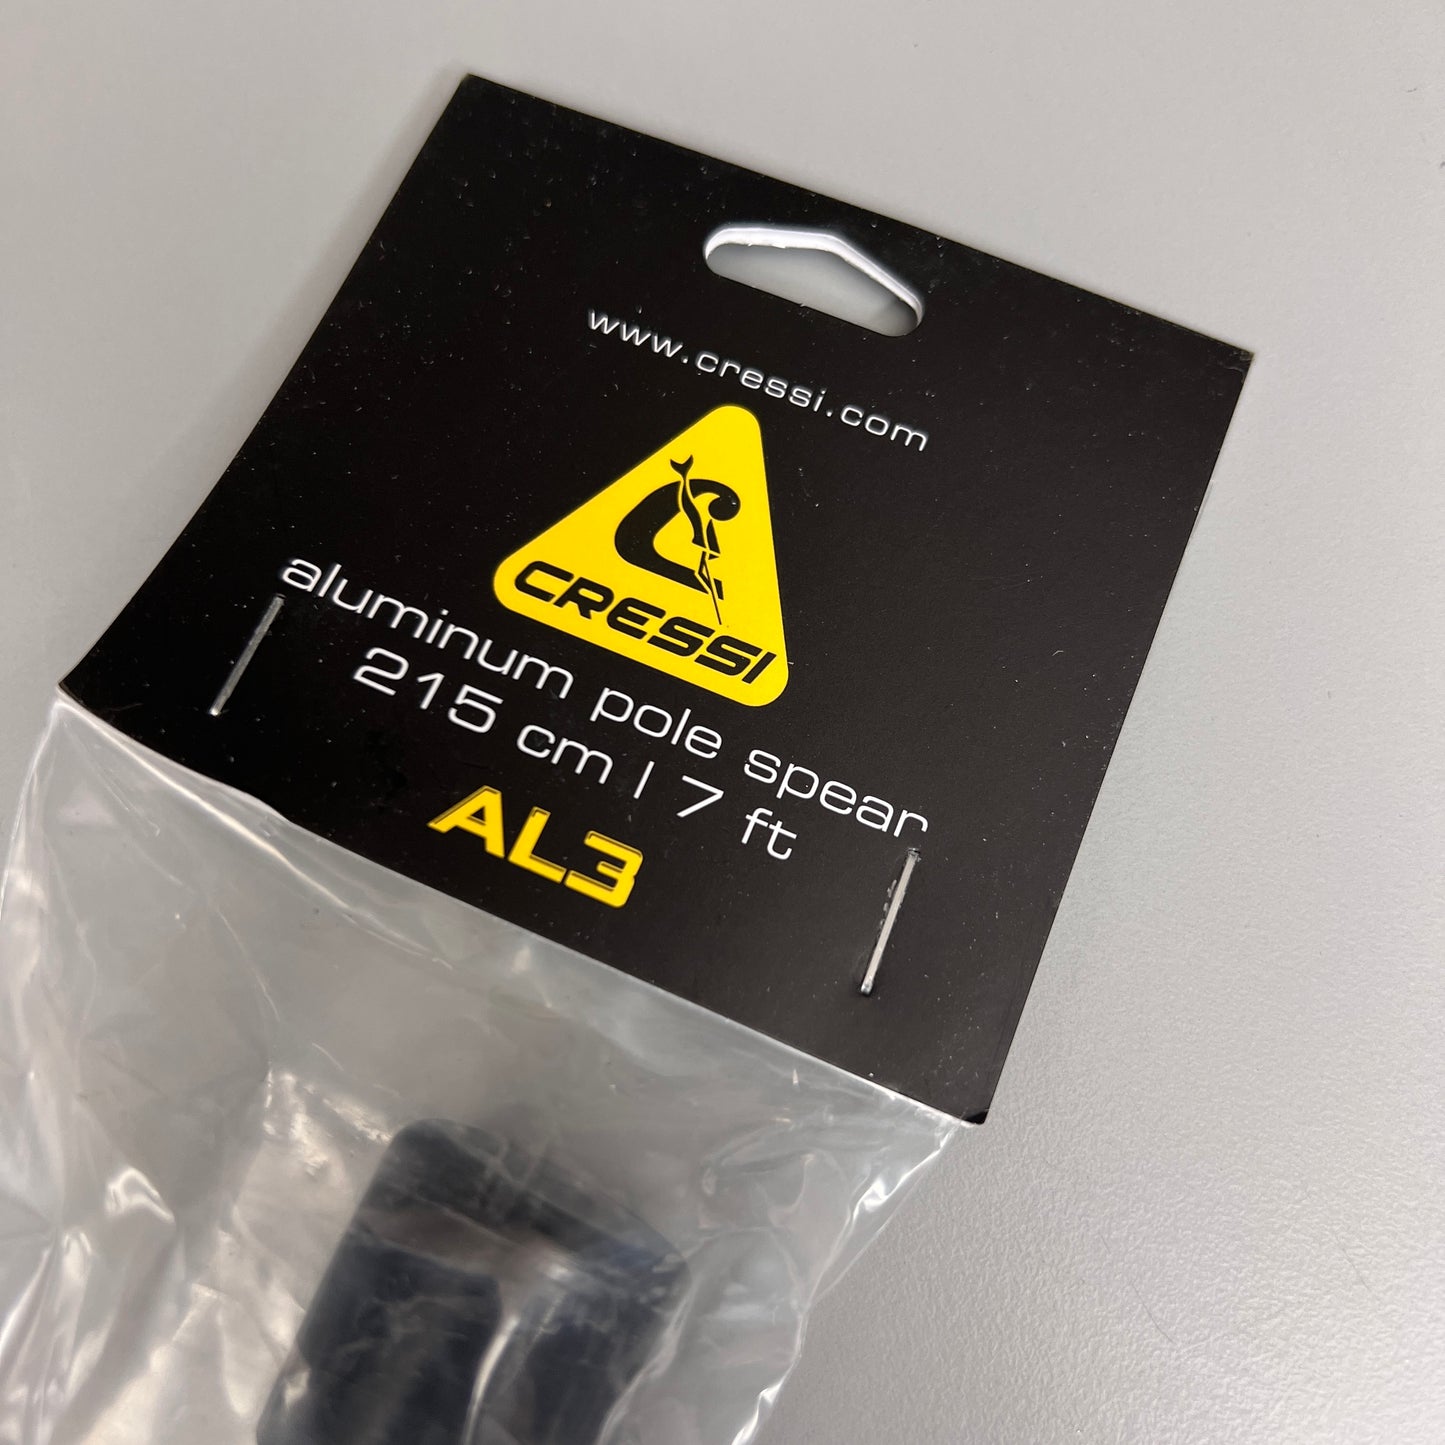 www.cressi.com
CRESSI
aluminum pole spear
215 cm | 7 ft
AL3